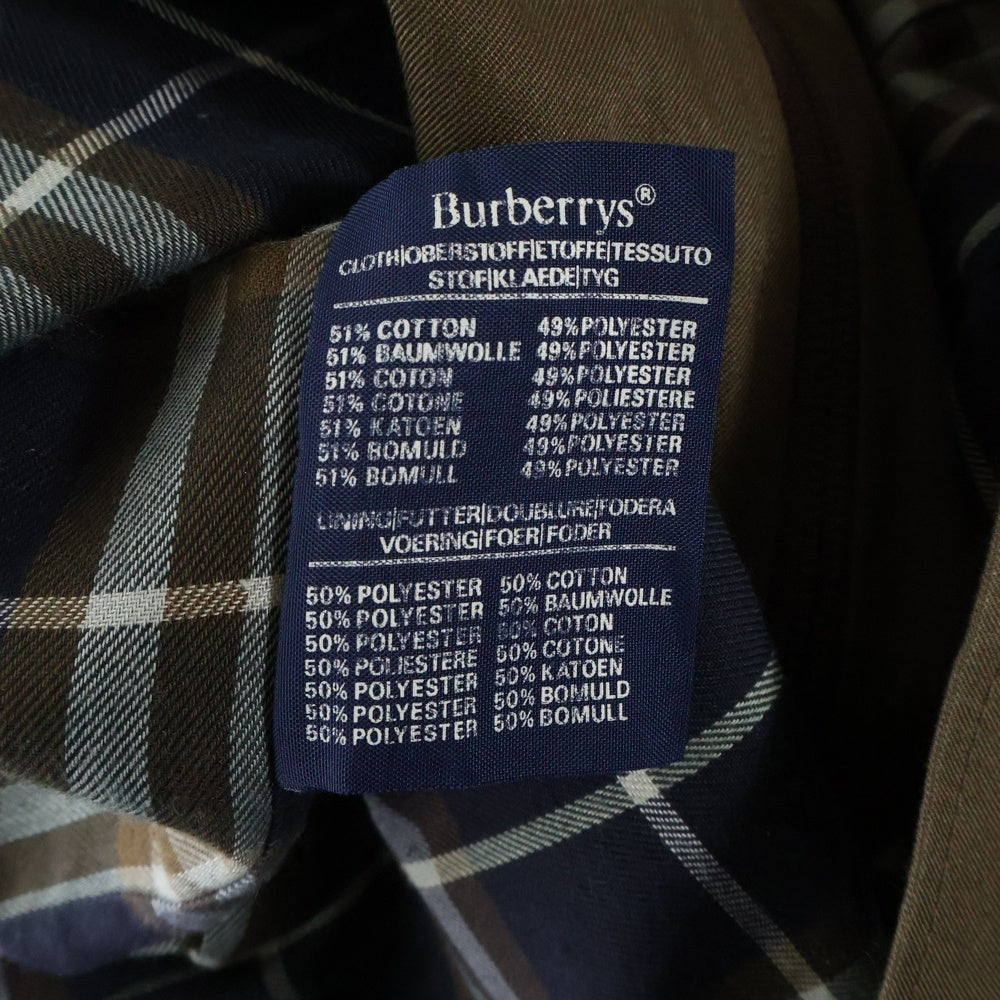 Burberrys®
CLOTH|OBERSTOFF|ETOFFE|TESSUTO
STOF|KLAEDE|TYG
51% COTTON 49% POLYESTER
51% BAUMWOLLE 49% POLYESTER
51% COTON 49% POLYESTER
51% COTONE 49% POLIESTERE
51% KATOEN 49% POLYESTER
51% BOMULD 49% POLYESTER
51% BOMULL 49% POLYESTER
LINING|FUTTER|DOUBLURE|FODERA
VOERING|FOER|FODER
50% POLYESTER 50% COTTON
50% POLYESTER 50% BAUMWOLLE
50% POLYESTER 50% COTON
50% POLIESTERE 50% COTONE
50% POLYESTER 50% KATOEN
50% POLYESTER 50% BOMULD
50% POLYESTER 50% BOMULL